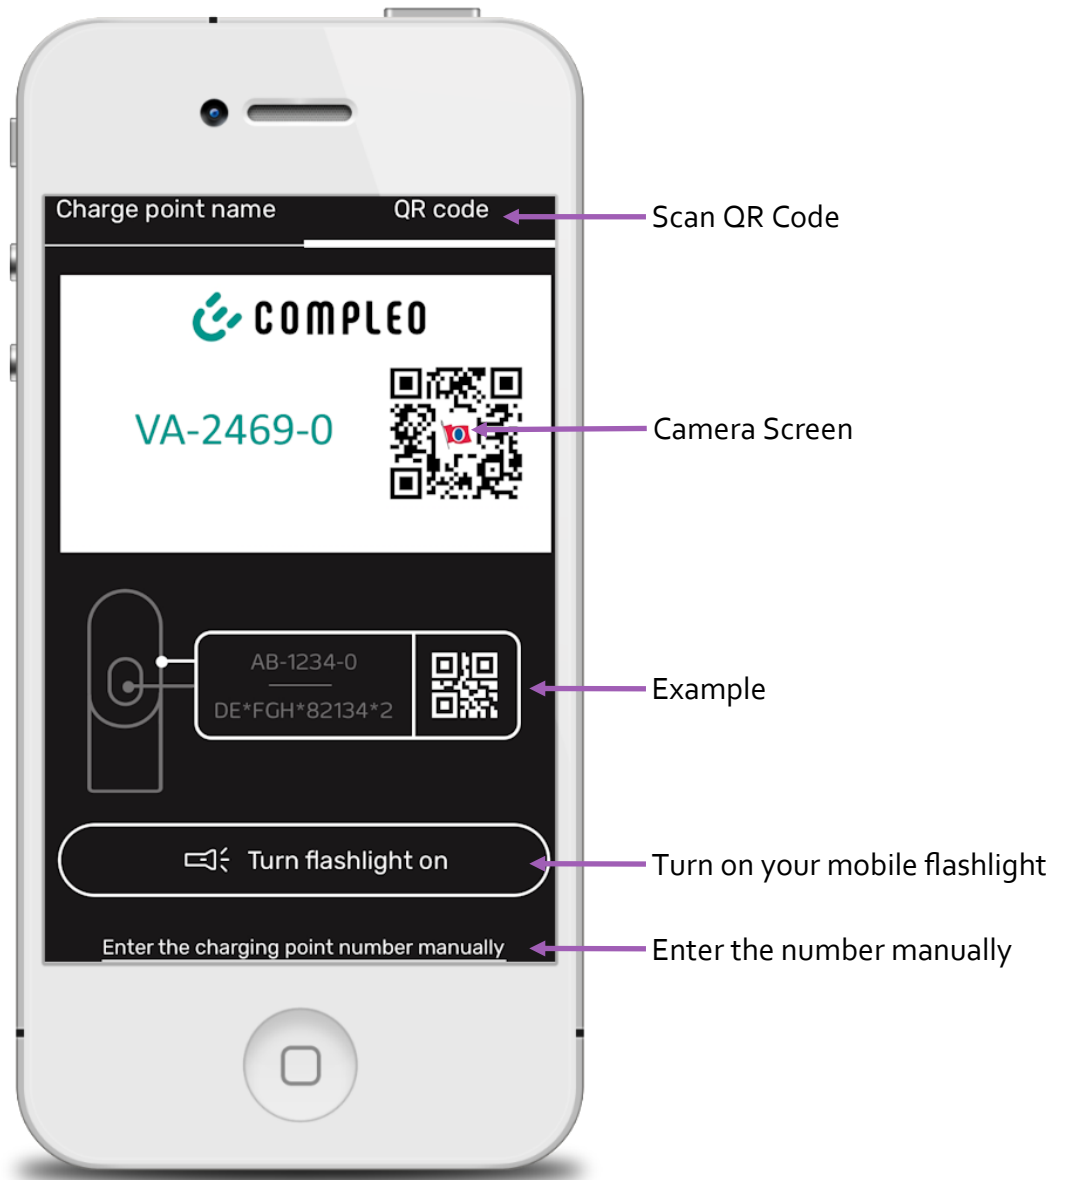 Charge point name
QR code
Scan QR Code
COMPLEO
VA-2469-0
Camera Screen
AB-1234-0
DE*FGH*82134*2
Example
Turn flashlight on
Turn on your mobile flashlight
Enter the charging point number manually
Enter the number manually